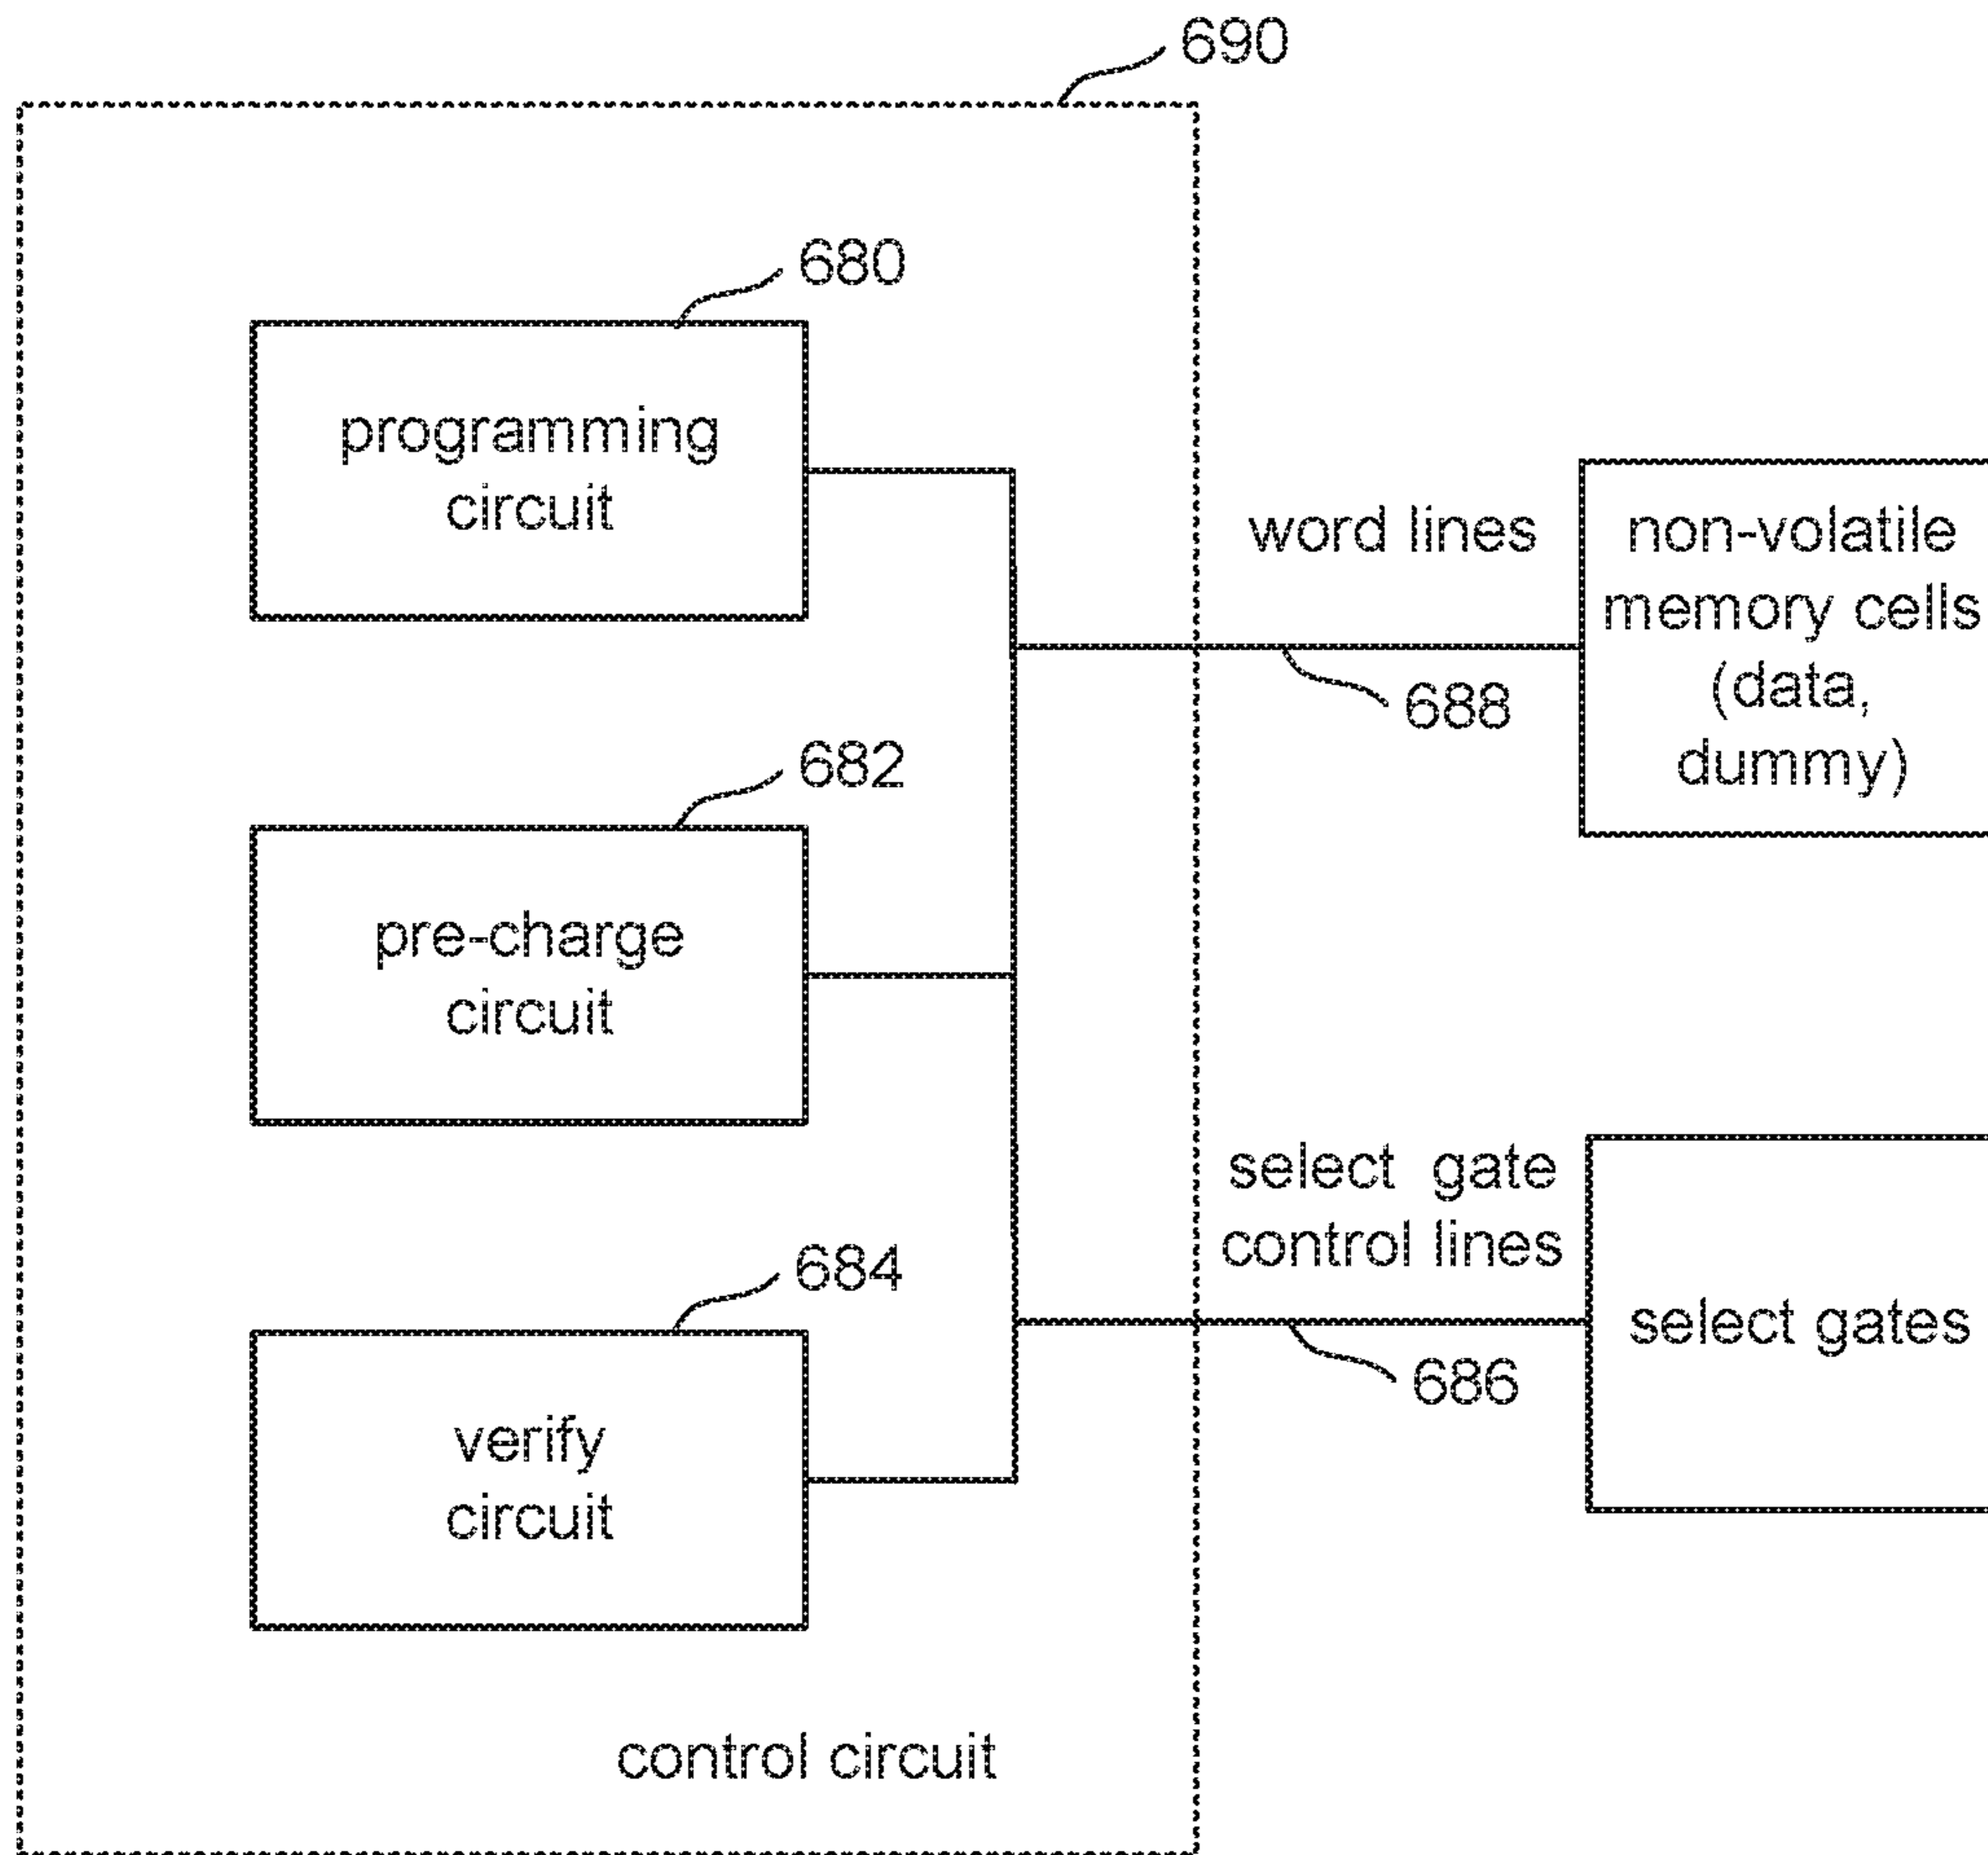 690
680
programming
circuit
word lines
non-volatile
memory cells
(data,
dummy)
688
682
pre-charge
circuit
select gate
control lines
684
select gates
686
verify
circuit
control circuit